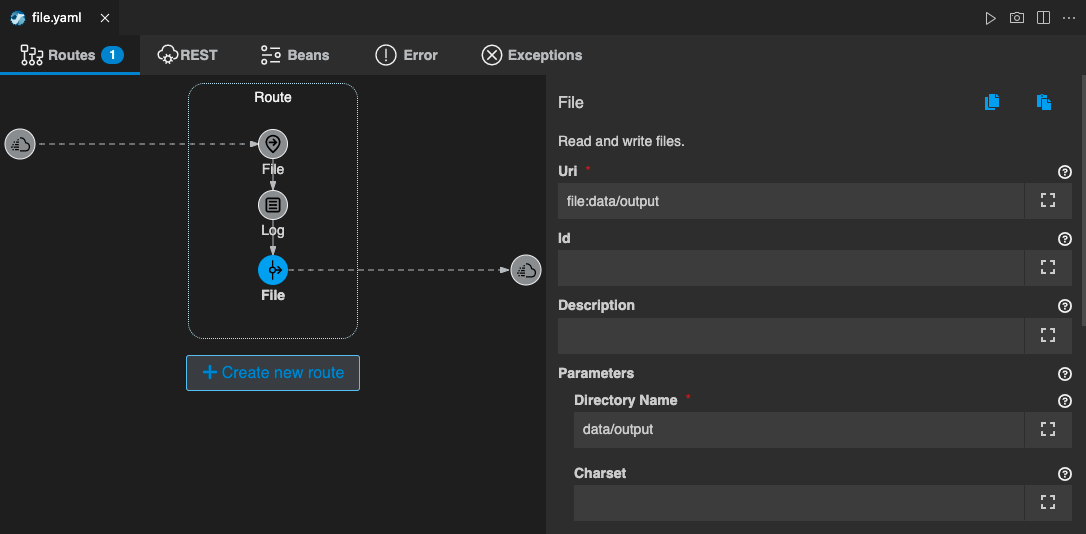 file.yaml
Routes 1 REST Beans Error Exceptions
Route
File
Log
File
Create new route
File
Read and write files.
Uri *
file:data/output
Id
Description
Parameters
Directory Name *
data/output
Charset